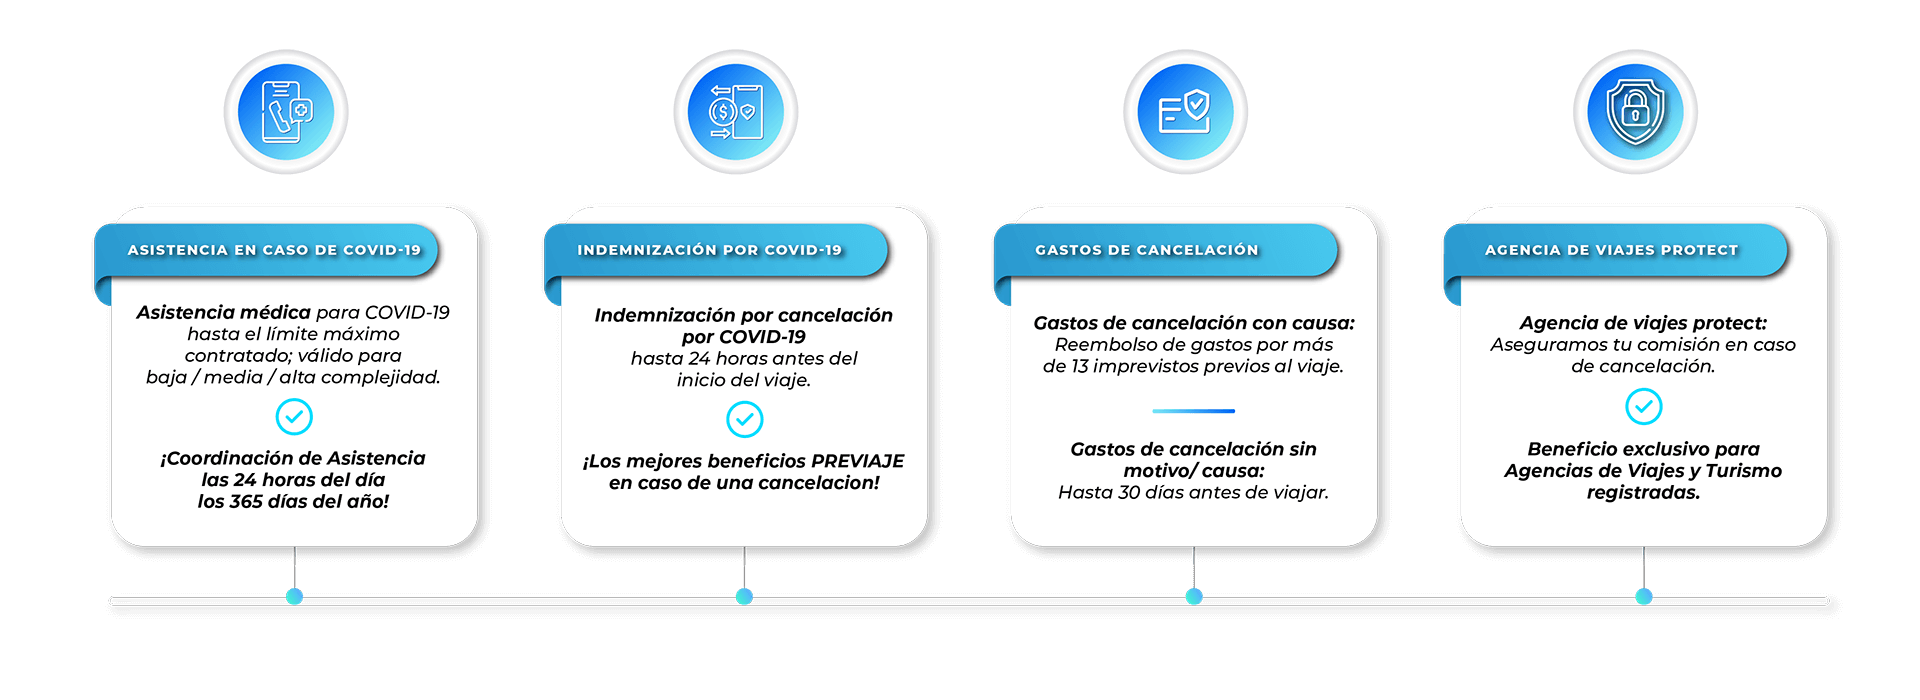 ASISTENCIA EN CASO DE COVID-19
Asistencia médica para COVID-19
hasta el límite máximo
contratado; válido para
baja / media / alta complejidad.
¡Coordinación de Asistencia
las 24 horas del día
los 365 días del año!
INDEMNIZACIÓN POR COVID-19
Indemnización por cancelación
por COVID-19
hasta 24 horas antes del
inicio del viaje.
¡Los mejores beneficios PREVIAJE
en caso de una cancelacion!
GASTOS DE CANCELACIÓN
Gastos de cancelación con causa:
Reembolso de gastos por más
de 13 imprevistos previos al viaje.
Gastos de cancelación sin
motivo/ causa:
Hasta 30 días antes de viajar.
AGENCIA DE VIAJES PROTECT
Agencia de viajes protect:
Aseguramos tu comisión en caso
de cancelación.
Beneficio exclusivo para
Agencias de Viajes y Turismo
registradas.